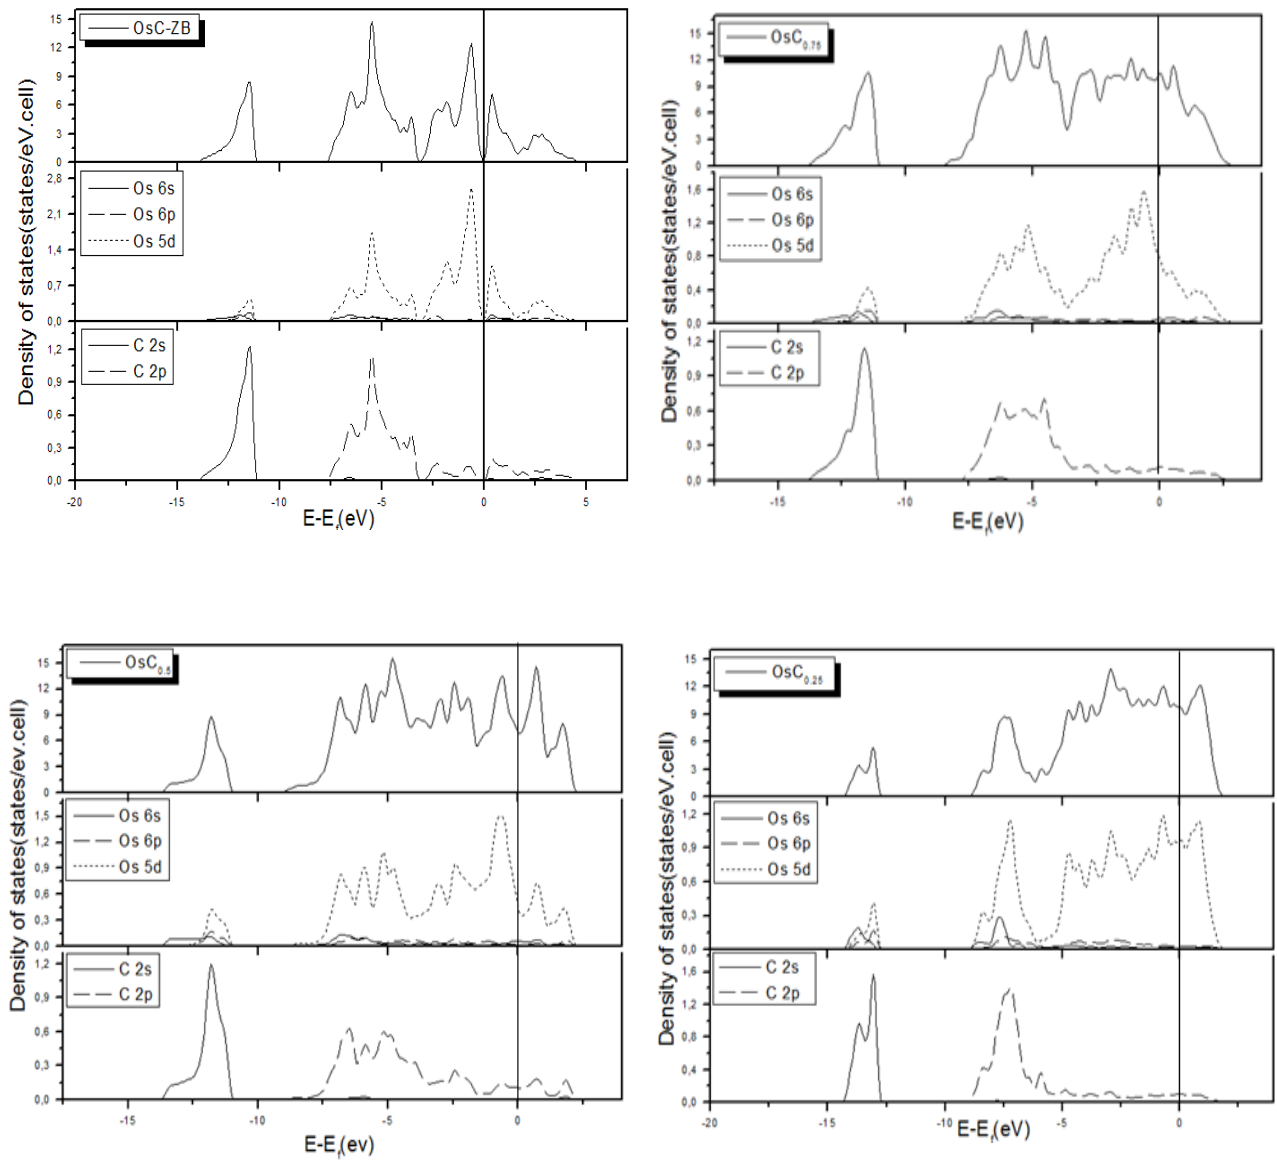 OsC-ZB
15
12
9
6
3
0
Os 6s
Os 6p
Os 5d
2,8
2,1
1,4
0,7
0,0
C 2s
C 2p
1,2
0,9
0,6
0,3
0,0
Density of states(states/eV.cell)
-20 -15 -10 -5 0 5
E-Ef(eV)
OsC0.75
15
12
9
6
3
0
Os 6s
Os 6p
Os 5d
1,6
1,2
0,8
0,4
0,0
C 2s
C 2p
1,2
0,9
0,6
0,3
0,0
Density of states(states/eV.cell)
-15 -10 -5 0
E-Ef(eV)
OsC0.5
15
12
9
6
3
0
Os 6s
Os 6p
Os 5d
1,5
1,2
0,9
0,6
0,3
0,0
C 2s
C 2p
1,2
0,9
0,6
0,3
0,0
Density of states(states/ev.cell)
-15 -10 -5 0
E-Ef(ev)
OsC0.25
15
12
9
6
3
0
Os 6s
Os 6p
Os 5d
1,2
0,9
0,6
0,3
0,0
C 2s
C 2p
1,6
1,2
0,8
0,4
0,0
Density of states(states/eV.cell)
-20 -15 -10 -5 0
E-Ef(eV)